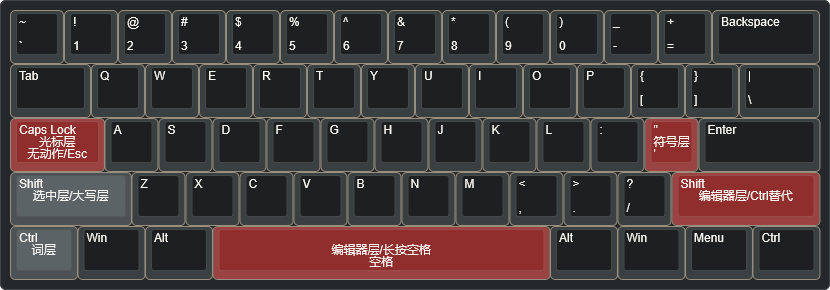 ~ ! @ # $ % ^ & * ( ) _ + Backspace
` 1 2 3 4 5 6 7 8 9 0 - =
Tab Q W E R T Y U I O P { } |
[ ] \
Caps Lock A S D F G H J K L : " Enter
光标层 符号层
无动作/Esc '
Shift Z X C V B N M < > ? Shift
选中层/大写层 编辑器层/Ctrl替代
, . /
Ctrl Win Alt Alt Win Menu Ctrl
词层 编辑器层/长按空格
空格